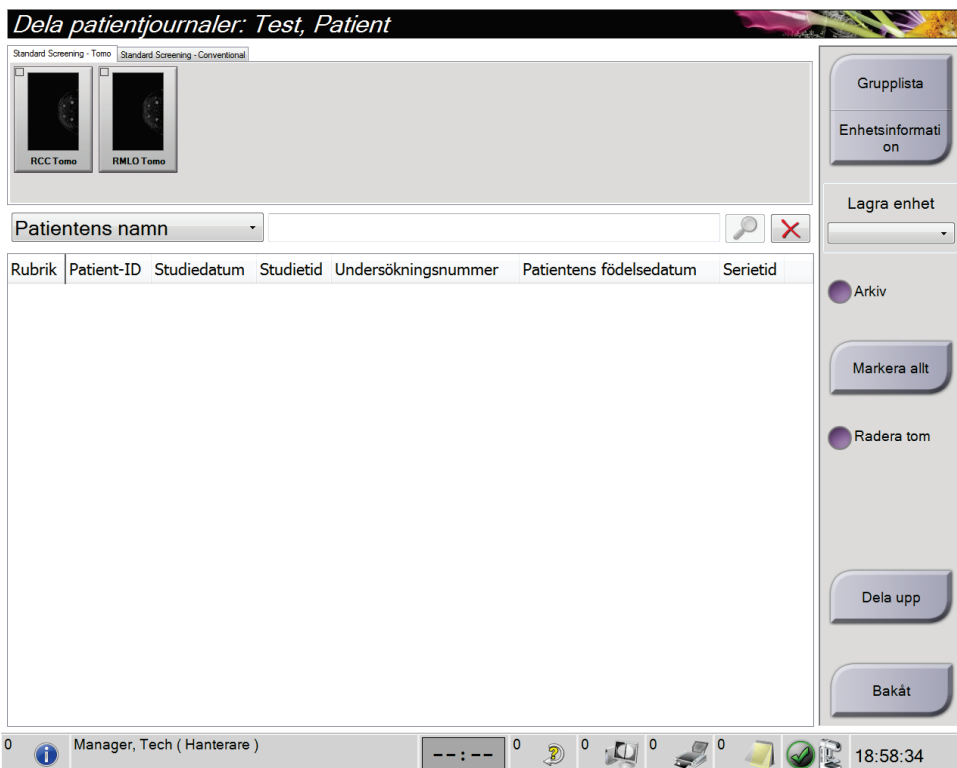 Dela patientjournaler: Test, Patient
Standard Screening - Tomo
Standard Screening - Conventional
RCC Tomo
RMLO Tomo
Patientens namn
Rubrik Patient-ID Studiedatum Studietid Undersökningsnummer Patientens födelsedatum Serietid
Grupplista
Enhetsinformati
on
Lagra enhet
Arkiv
Markera allt
Radera tom
Dela upp
Bakåt
0 Manager, Tech ( Hanterare ) --:-- 0 0 0 0 18:58:34